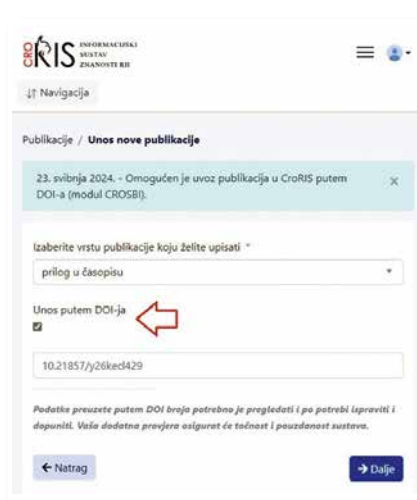 CRORIS INFORMACIJSKI
SUSTAV
ZNANOSTI RH
Navigacija
Publikacije / Unos nove publikacije
23. svibnja 2024. - Omogućen je uvoz publikacija u CroRIS putem
DOI-a (modul CROSBI).
×
Izaberite vrstu publikacije koju želite upisati *
prilog u časopisu
Unos putem DOI-ja
10.21857/y26kecl429
Podatke preuzete putem DOI broja potrebno je pregledati i po potrebi ispraviti i
dopuniti. Vaša dodatna provjera osigurat će točnost i pouzdanost sustava.
← Natrag
→ Dalje